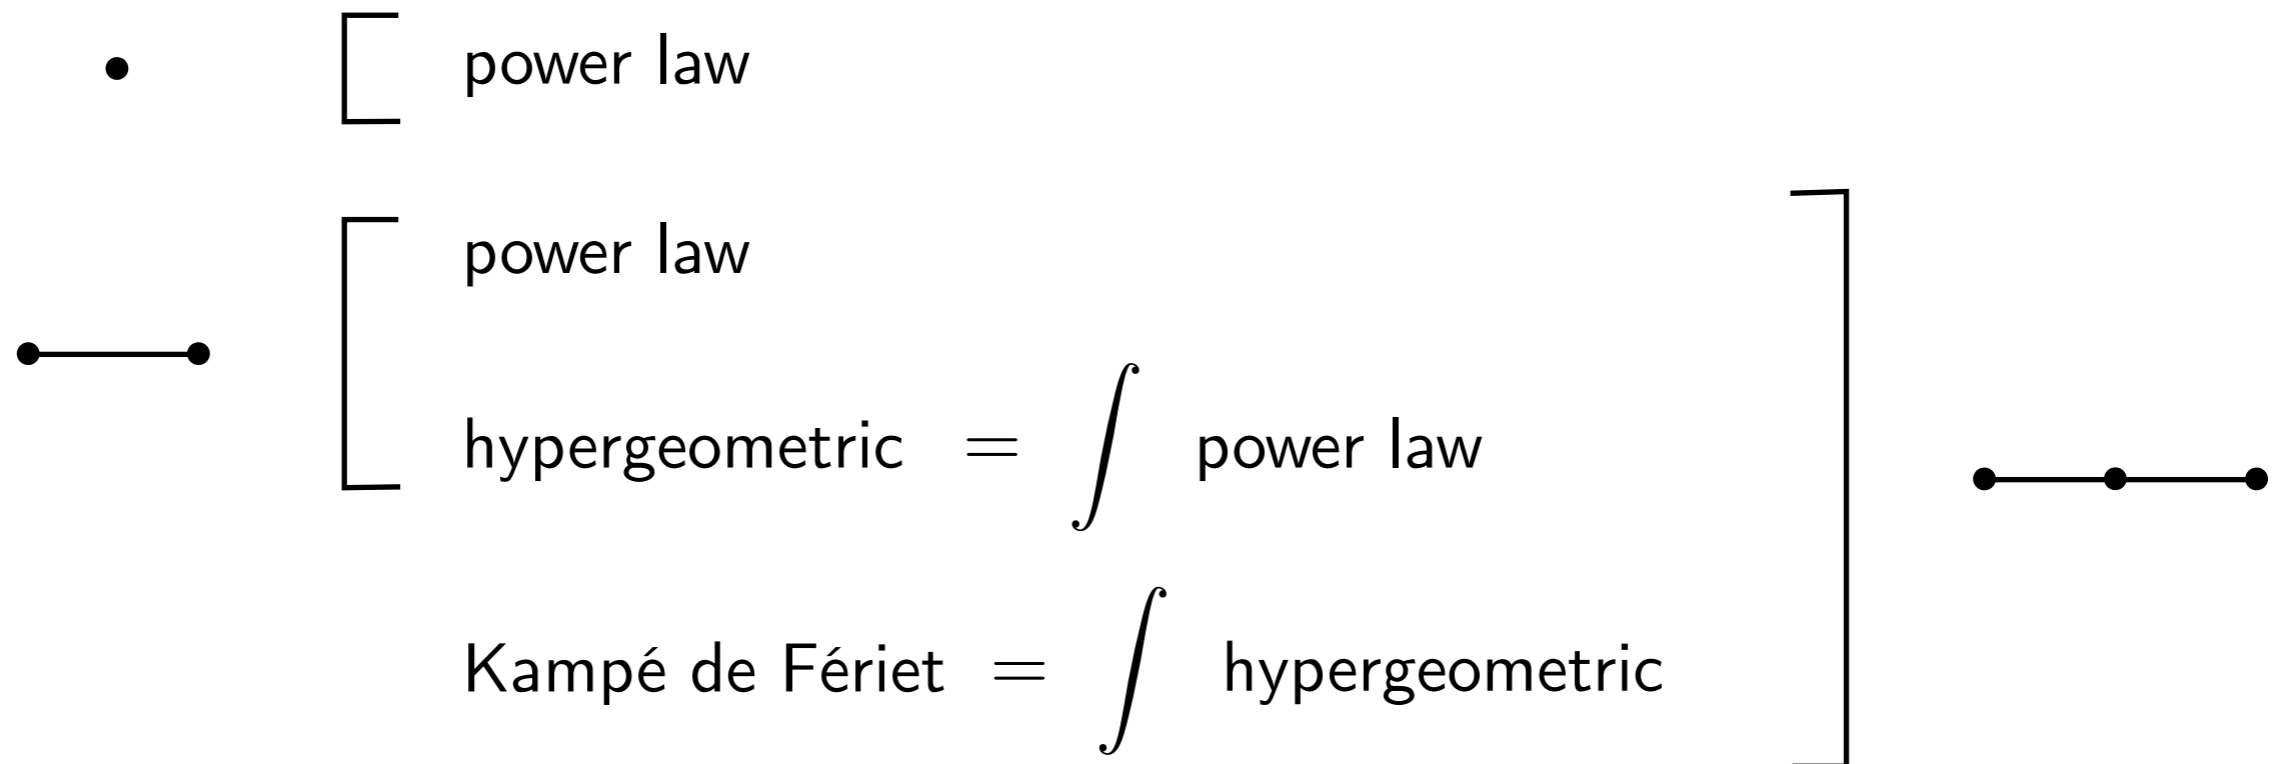 power law
power law
hypergeometric = ∫ power law
Kampé de Fériet = ∫ hypergeometric